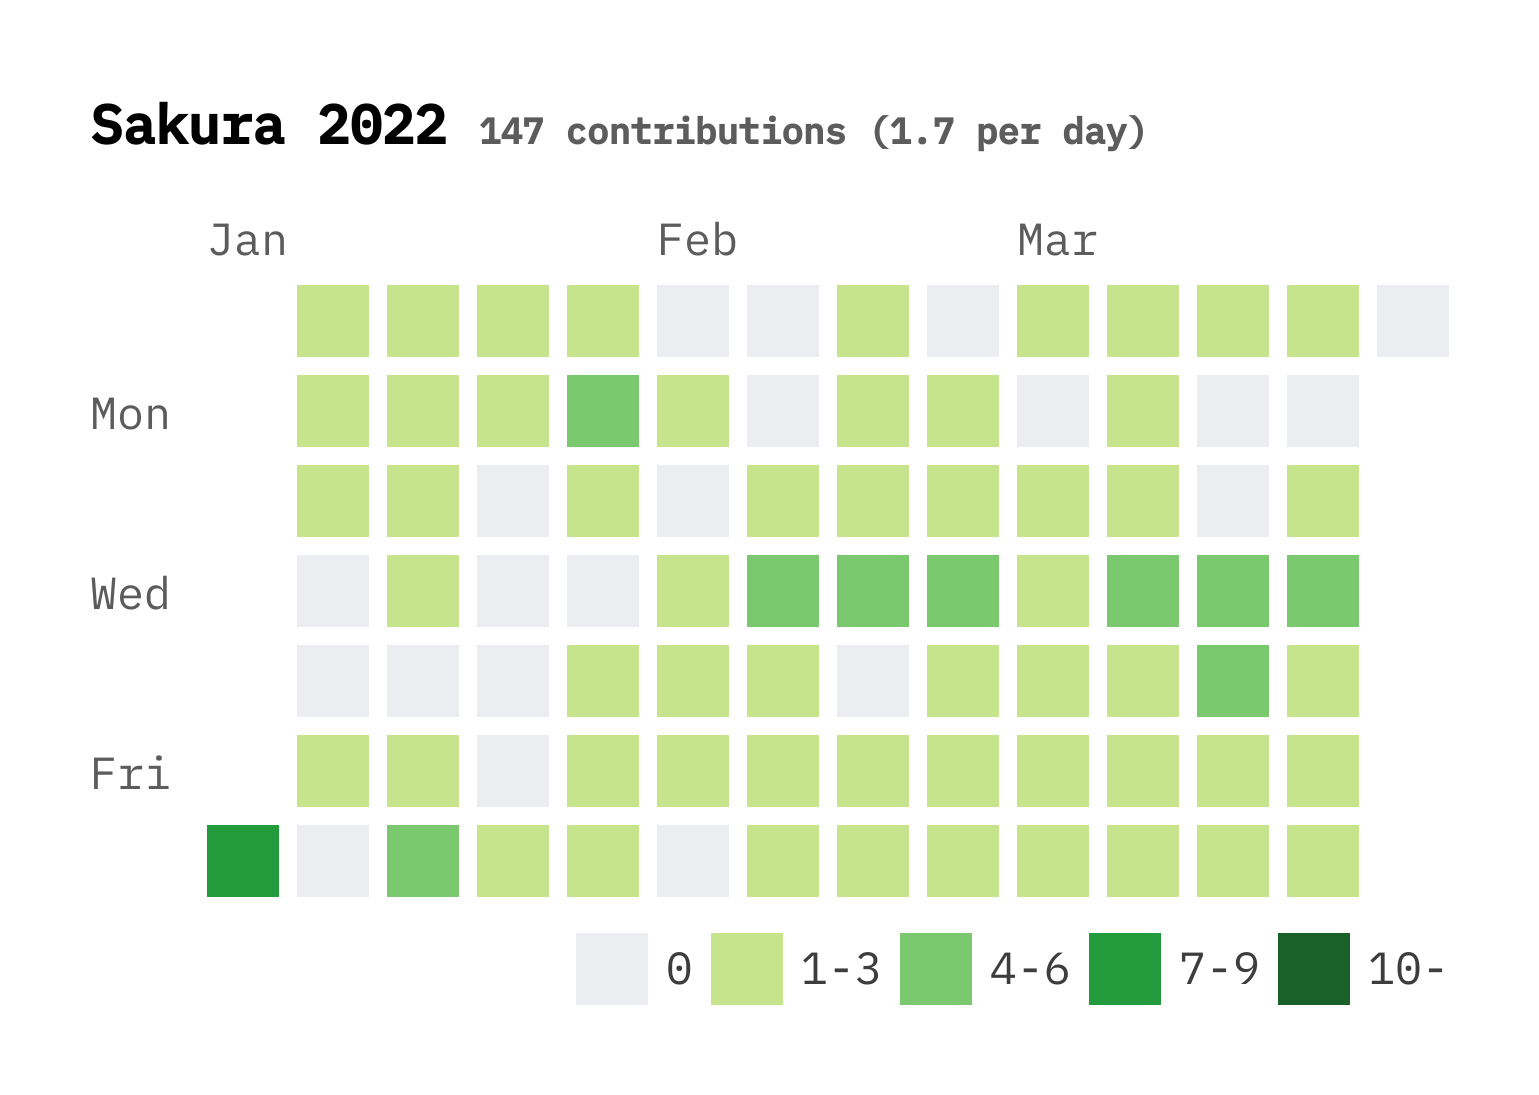 Sakura 2022 147 contributions (1.7 per day)
Jan Feb Mar
Mon
Wed
Fri
0 1-3 4-6 7-9 10-